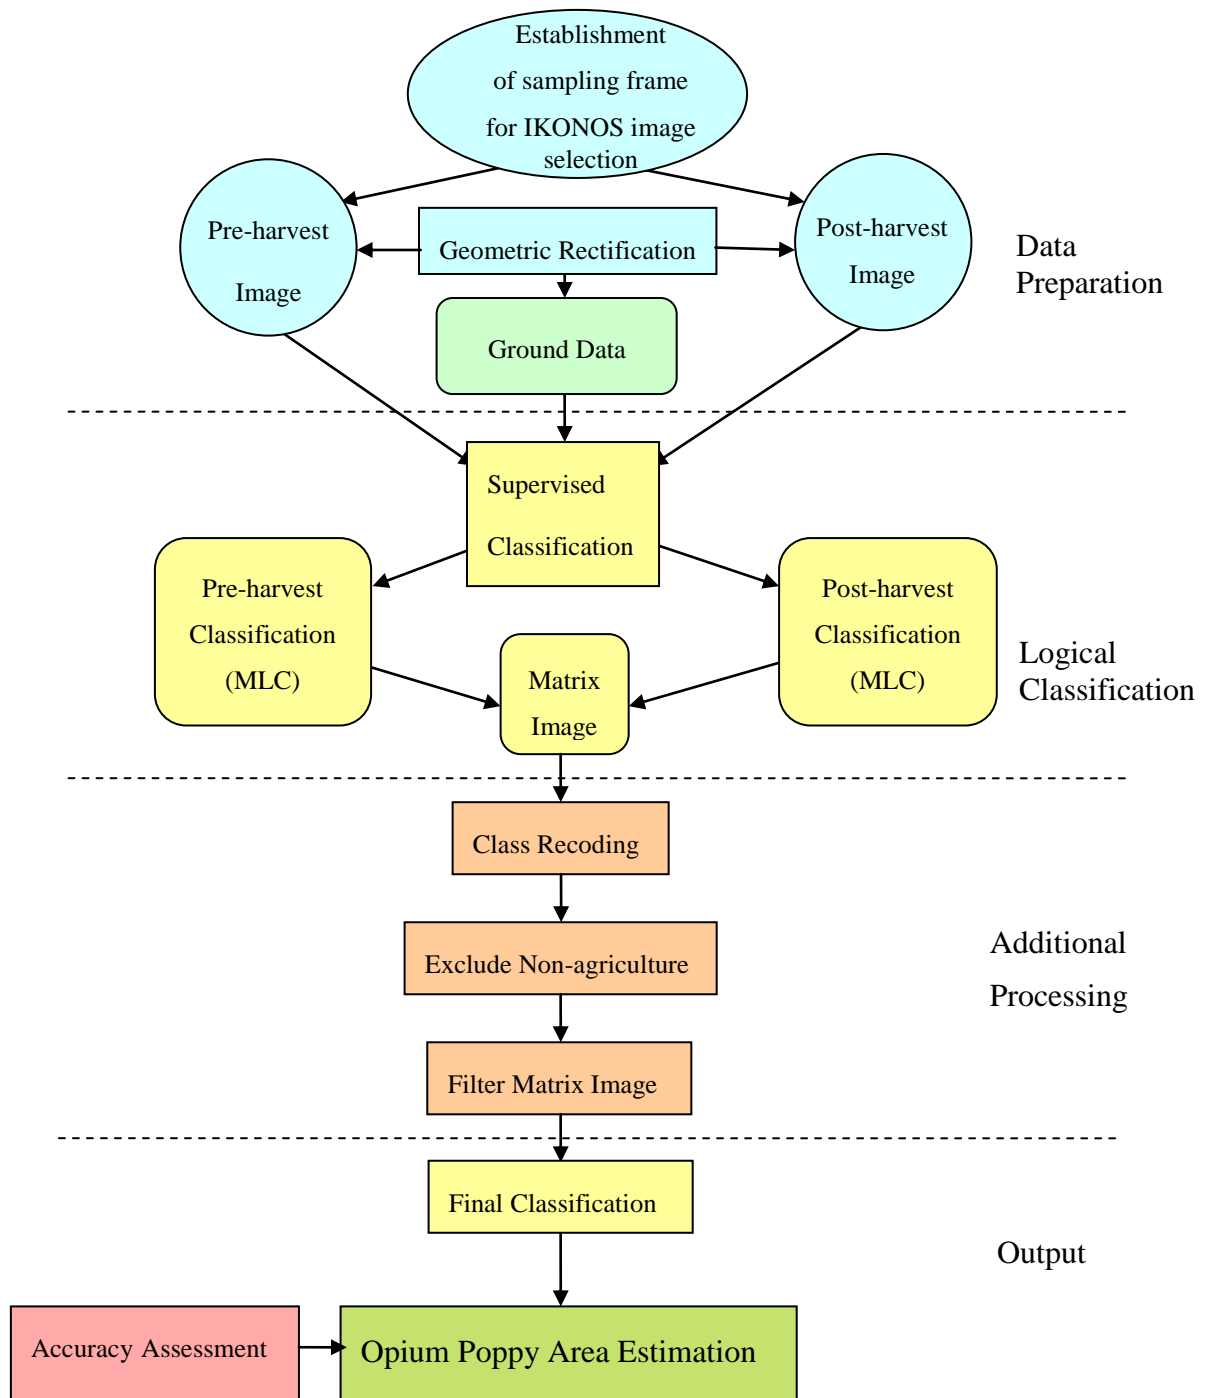 Establishment
of sampling frame
for IKONOS image
selection
Pre-harvest
Image
Geometric Rectification
Post-harvest
Image
Data
Preparation
Ground Data
Supervised
Classification
Pre-harvest
Classification
(MLC)
Matrix
Image
Post-harvest
Classification
(MLC)
Logical
Classification
Class Recoding
Exclude Non-agriculture
Filter Matrix Image
Additional
Processing
Final Classification
Output
Accuracy Assessment
Opium Poppy Area Estimation